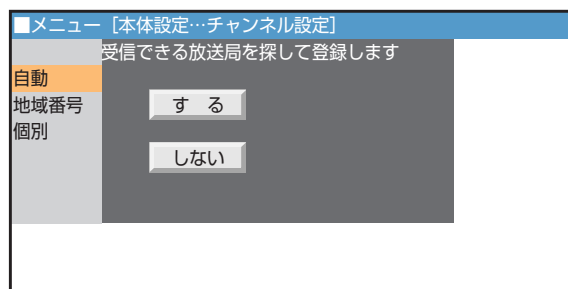 ■メニュー [本体設定…チャンネル設定]
受信できる放送局を探して登録します
自動
地域番号
個別
す る
しない